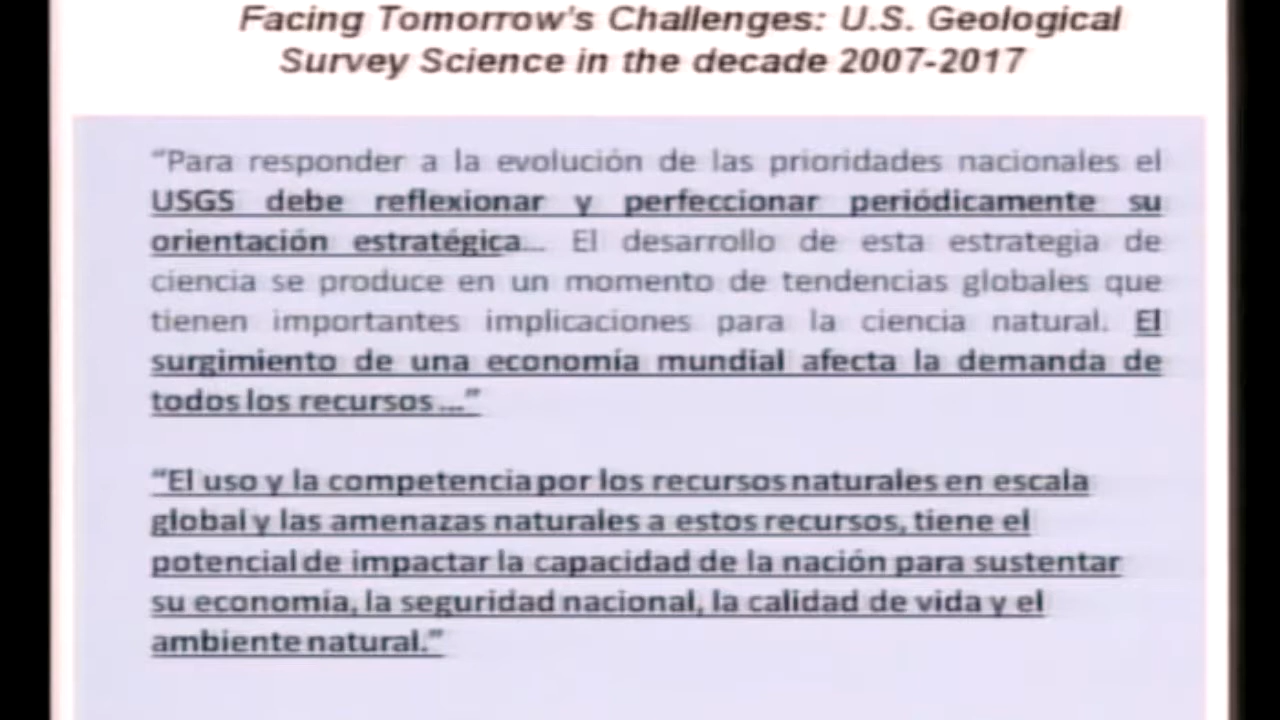 Facing Tomorrow's Challenges: U.S. Geological
Survey Science in the decade 2007-2017
“Para responder a la evolución de las prioridades nacionales el
USGS debe reflexionar y perfeccionar periódicamente su
orientación estratégica... El desarrollo de esta estrategia de
ciencia se produce en un momento de tendencias globales que
tienen importantes implicaciones para la ciencia natural. El
surgimiento de una economía mundial afecta la demanda de
todos los recursos ...”
“El uso y la competencia por los recursos naturales en escala
global y las amenazas naturales a estos recursos, tiene el
potencial de impactar la capacidad de la nación para sustentar
su economía, la seguridad nacional, la calidad de vida y el
ambiente natural.”